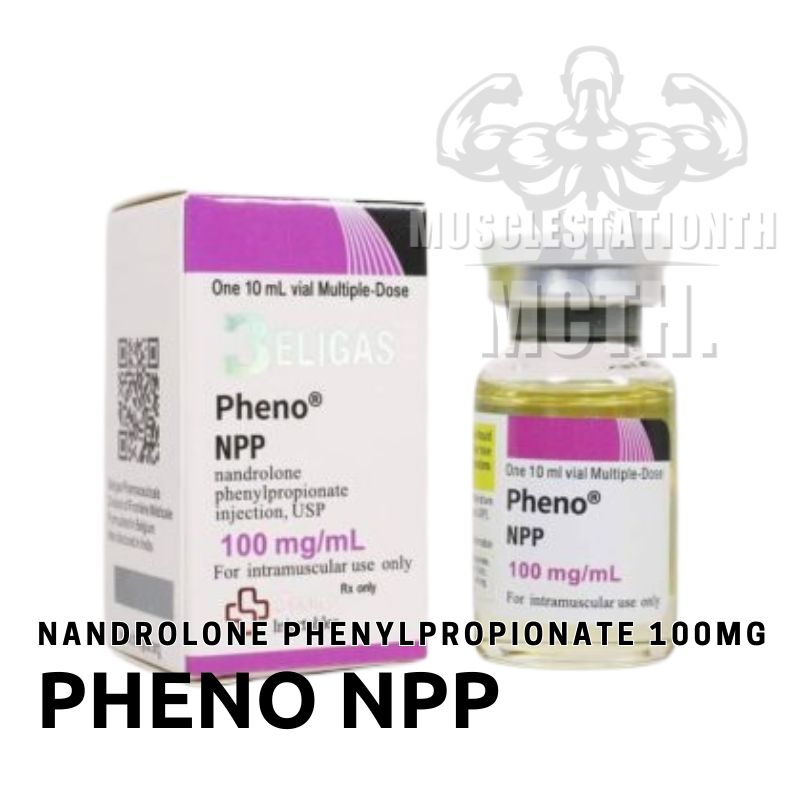 MUSCLESTATIONTH
MCTH.
One 10 mL vial Multiple-Dose
BELIGAS
Pheno®
NPP
nandrolone
phenylpropionate
injection, USP
100 mg/mL
For intramuscular use only
Rx only
One 10 ml vial Multiple-Dose
Pheno®
NPP
100 mg/mL
For intramuscular use only
NANDROLONE PHENYLPROPIONATE 100MG
PHENO NPP